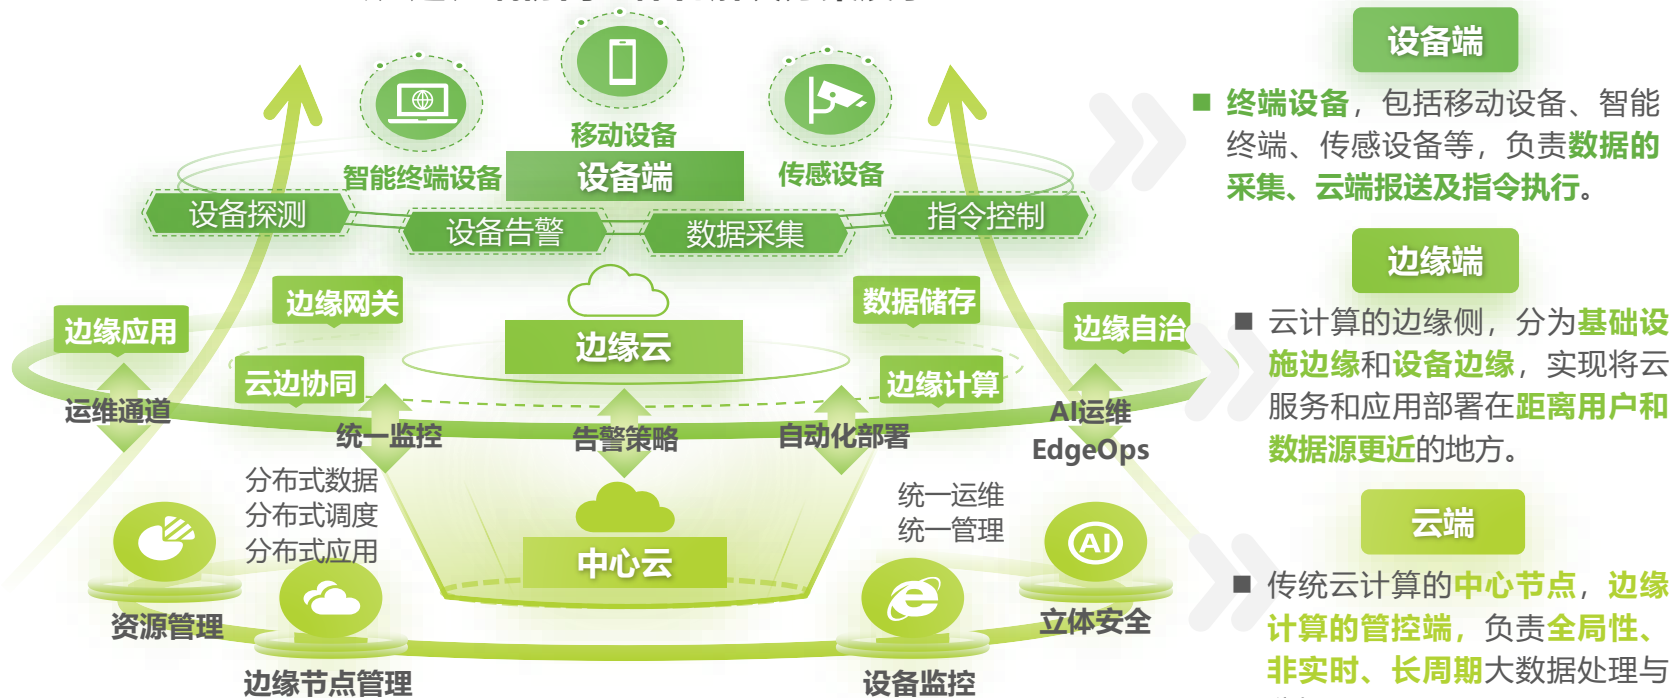 移动设备
智能终端设备
设备端
传感设备
设备探测
设备告警
数据采集
指令控制
边缘应用
边缘网关
边缘云
数据储存
边缘自治
云边协同
边缘计算
运维通道
统一监控
告警策略
自动化部署
AI运维
EdgeOps
分布式数据
分布式调度
分布式应用
统一运维
统一管理
中心云
AI
资源管理
边缘节点管理
设备监控
立体安全
设备端
■ 终端设备，包括移动设备、智能
终端、传感设备等，负责数据的
采集、云端报送及指令执行。
边缘端
■ 云计算的边缘侧，分为基础设
施边缘和设备边缘，实现将云
服务和应用部署在距离用户和
数据源更近的地方。
云端
■ 传统云计算的中心节点，边缘
计算的管控端，负责全局性、
非实时、长周期大数据处理与